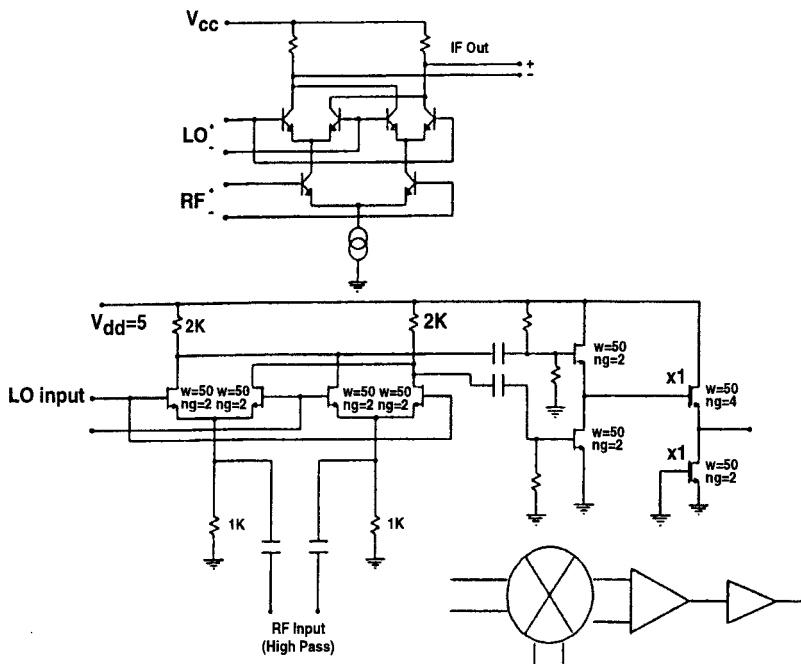 Vcc
IF Out
+
-
LO
+
-
RF
+
-
Vdd=5
2K
2K
LO input
w=50
ng=2
w=50
ng=2
w=50
ng=2
w=50
ng=2
w=50
ng=2
x1
w=50
ng=4
w=50
ng=2
x1
w=50
ng=2
1K
1K
RF Input
(High Pass)